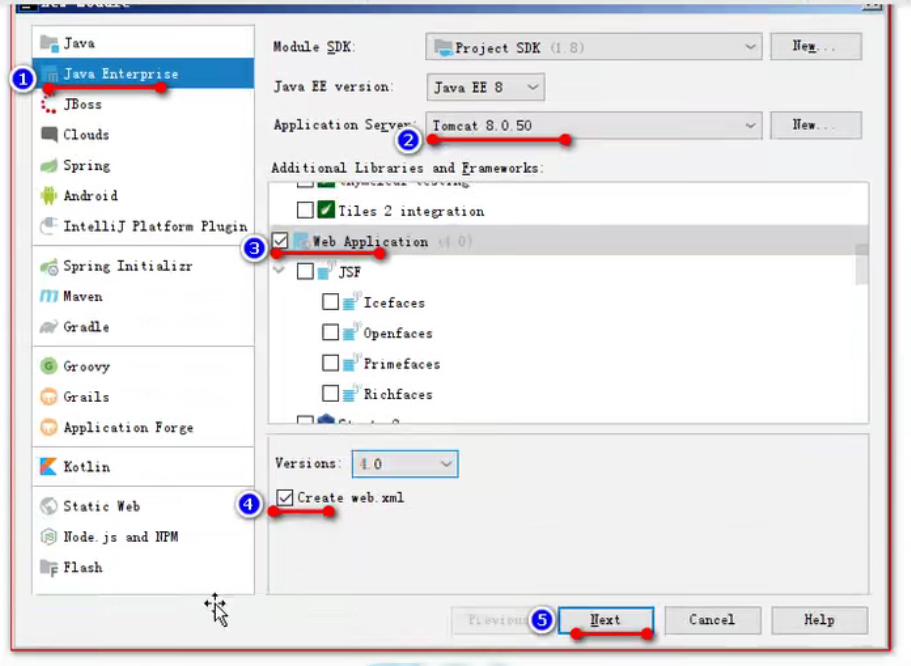 New Module
Java
1
Java Enterprise
JBoss
Clouds
Spring
Android
IntelliJ Platform Plugin
Spring Initializr
Maven
Gradle
Groovy
Grails
Application Forge
Kotlin
Static Web
Node.js and NPM
Flash
Module SDK:
Project SDK (1.8)
New...
Java EE version:
Java EE 8
Application Server:
2
Tomcat 8.0.50
New...
Additional Libraries and Frameworks:
Tiles 2 integration
3
Web Application (4.0)
JSF
Icefaces
Openfaces
Primefaces
Richfaces
Versions:
4.0
4
Create web.xml
Previous
5
Next
Cancel
Help